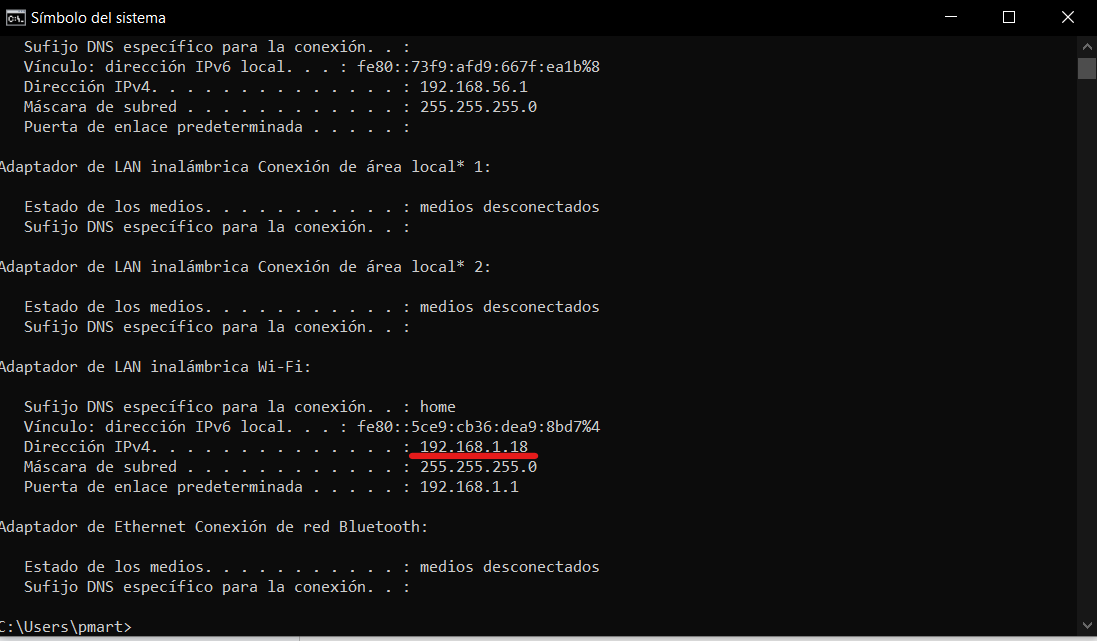 Símbolo del sistema
Sufijo DNS específico para la conexión. . :
Vínculo: dirección IPv6 local. . . : fe80::73f9:afd9:667f:ea1b%8
Dirección IPv4. . . . . . . . . . . . . . : 192.168.56.1
Máscara de subred . . . . . . . . . . . . : 255.255.255.0
Puerta de enlace predeterminada . . . . . :
Adaptador de LAN inalámbrica Conexión de área local* 1:
Estado de los medios. . . . . . . . . . . : medios desconectados
Sufijo DNS específico para la conexión. . :
Adaptador de LAN inalámbrica Conexión de área local* 2:
Estado de los medios. . . . . . . . . . . : medios desconectados
Sufijo DNS específico para la conexión. . :
Adaptador de LAN inalámbrica Wi-Fi:
Sufijo DNS específico para la conexión. . : home
Vínculo: dirección IPv6 local. . . : fe80::5ce9:cb36:dea9:8bd7%4
Dirección IPv4. . . . . . . . . . . . . . : 192.168.1.18
Máscara de subred . . . . . . . . . . . . : 255.255.255.0
Puerta de enlace predeterminada . . . . . : 192.168.1.1
Adaptador de Ethernet Conexión de red Bluetooth:
Estado de los medios. . . . . . . . . . . : medios desconectados
Sufijo DNS específico para la conexión. . :
C:\Users\pmart>